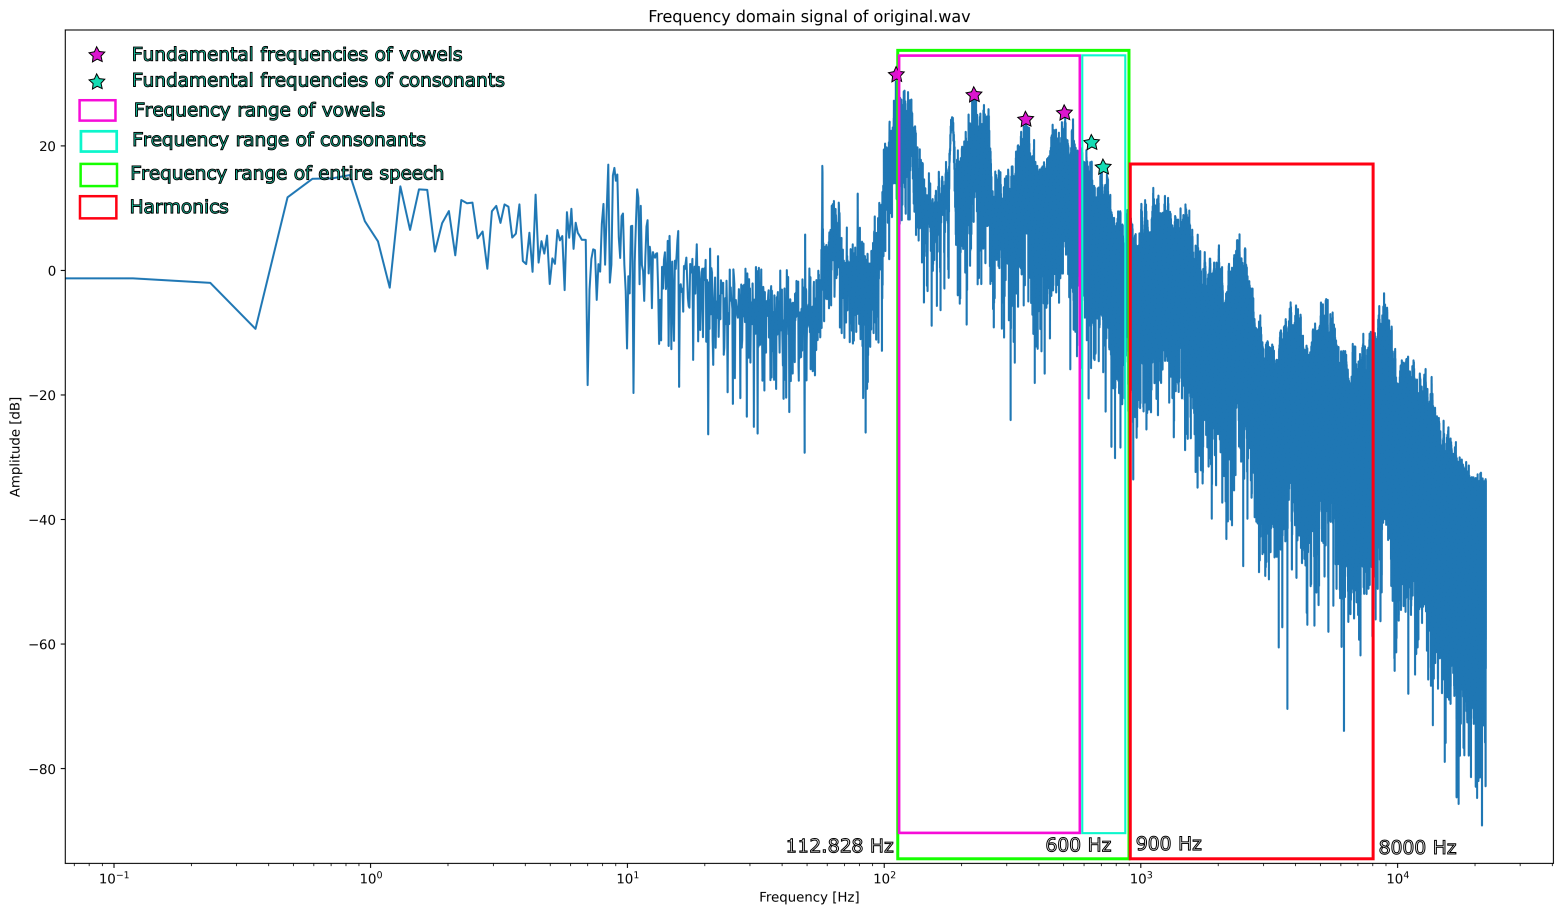 Frequency domain signal of original.wav
Fundamental frequencies of vowels
Fundamental frequencies of consonants
Frequency range of vowels
Frequency range of consonants
Frequency range of entire speech
Harmonics
20
0
−20
−40
−60
−80
Amplitude [dB]
112.828 Hz
600 Hz
900 Hz
8000 Hz
10⁻¹
10⁰
10¹
10²
10³
10⁴
Frequency [Hz]